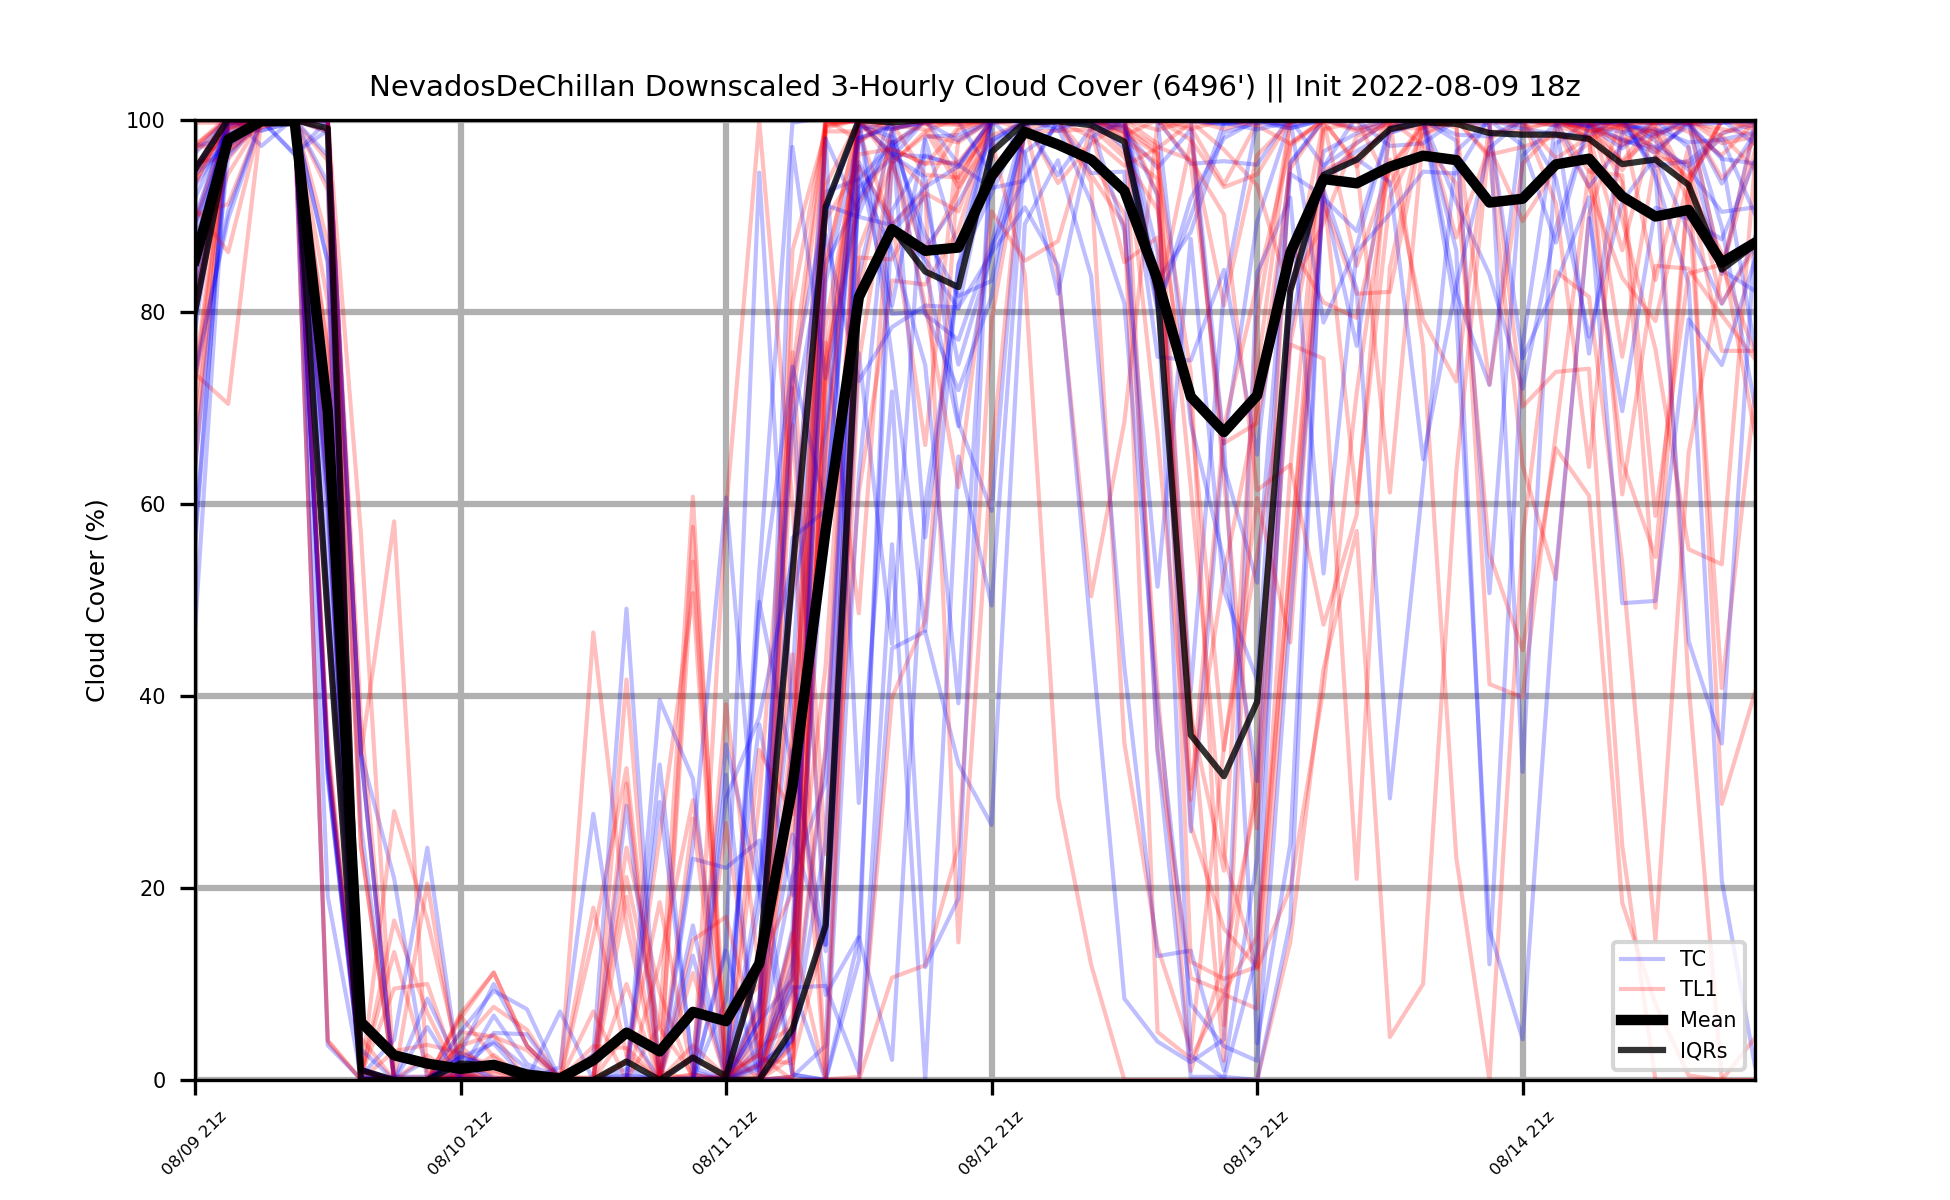 NevadosDeChillan Downscaled 3-Hourly Cloud Cover (6496') || Init 2022-08-09 18z
Cloud Cover (%)
100
80
60
40
20
0
08/09 21z
08/10 21z
08/11 21z
08/12 21z
08/13 21z
08/14 21z
TC
TL1
Mean
IQRs